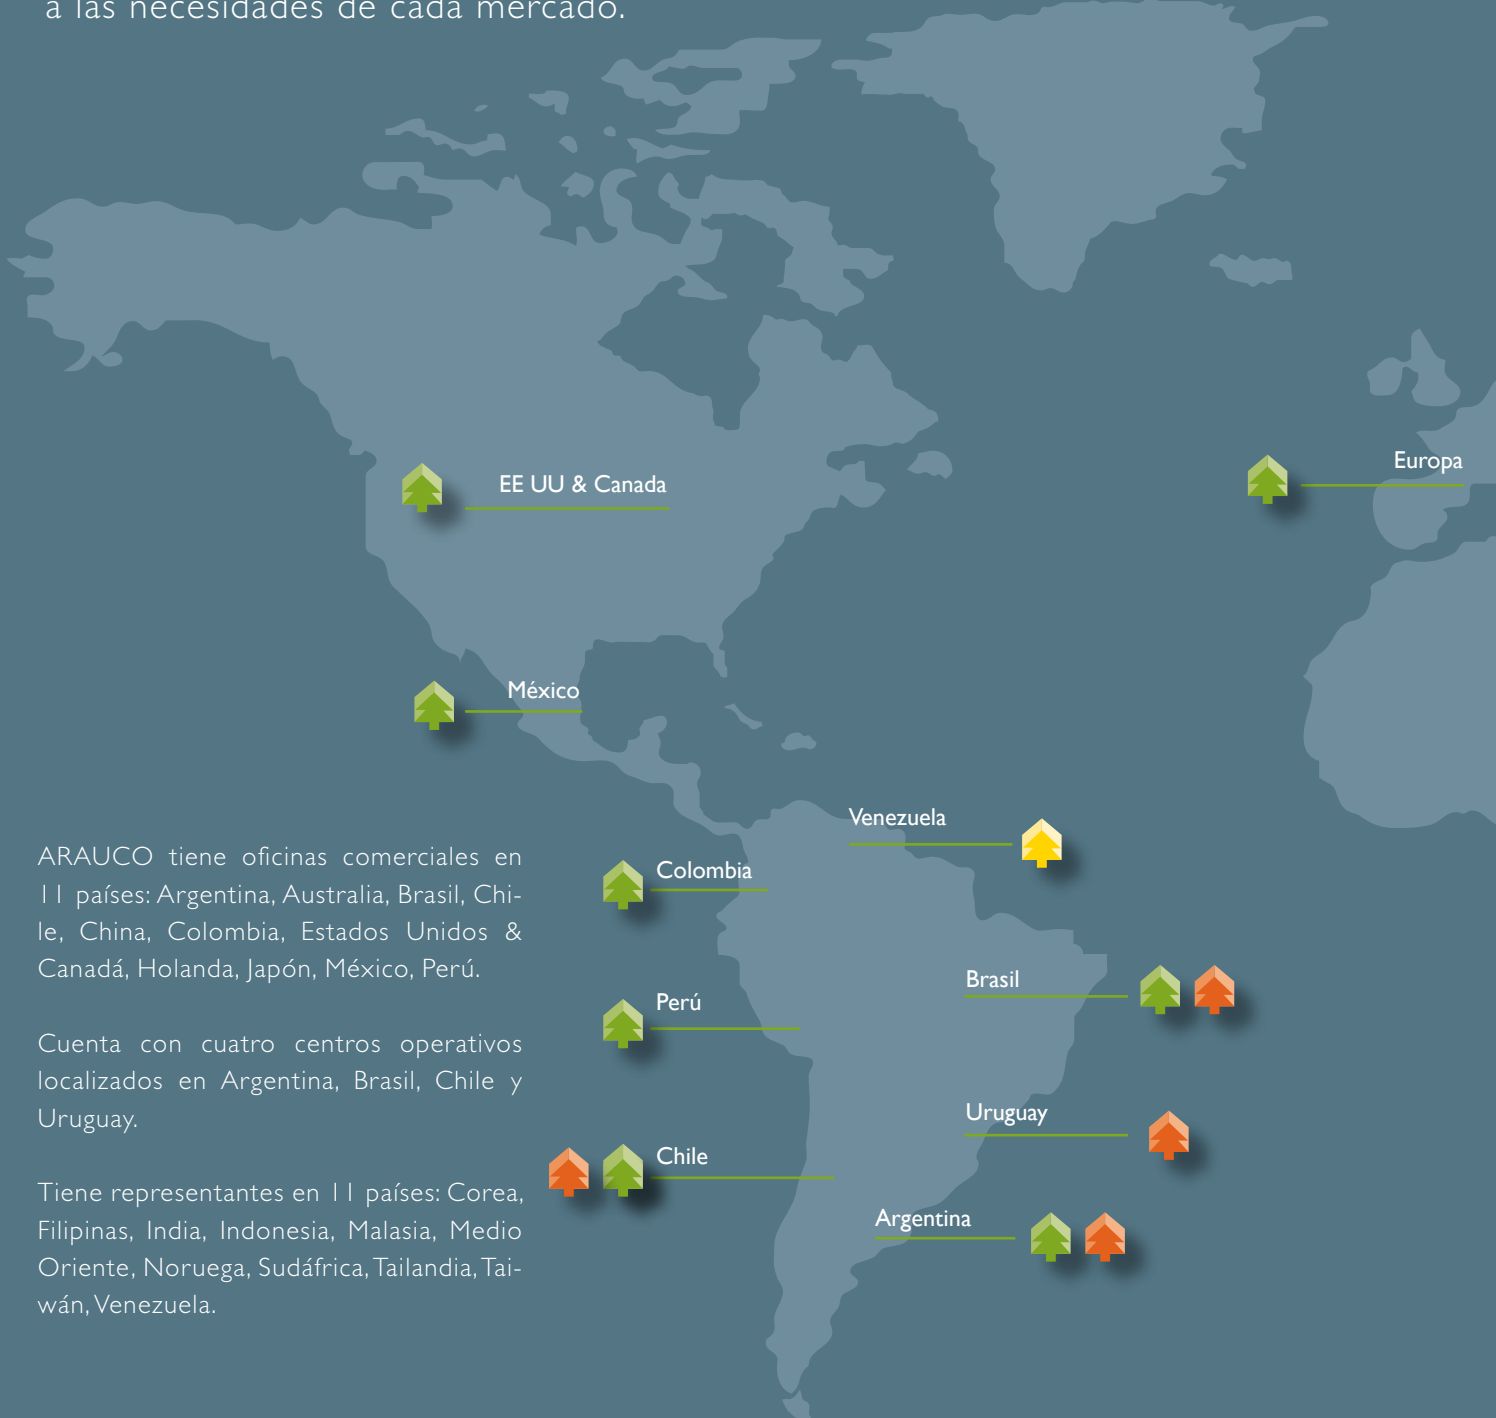 a las necesidades de cada mercado.
EE UU & Canada
Europa
México
Venezuela
Colombia
Brasil
Perú
Uruguay
Chile
Argentina
ARAUCO tiene oficinas comerciales en
11 países: Argentina, Australia, Brasil, Chi-
le, China, Colombia, Estados Unidos &
Canadá, Holanda, Japón, México, Perú.
Cuenta con cuatro centros operativos
localizados en Argentina, Brasil, Chile y
Uruguay.
Tiene representantes en 11 países: Corea,
Filipinas, India, Indonesia, Malasia, Medio
Oriente, Noruega, Sudáfrica, Tailandia, Tai-
wán, Venezuela.